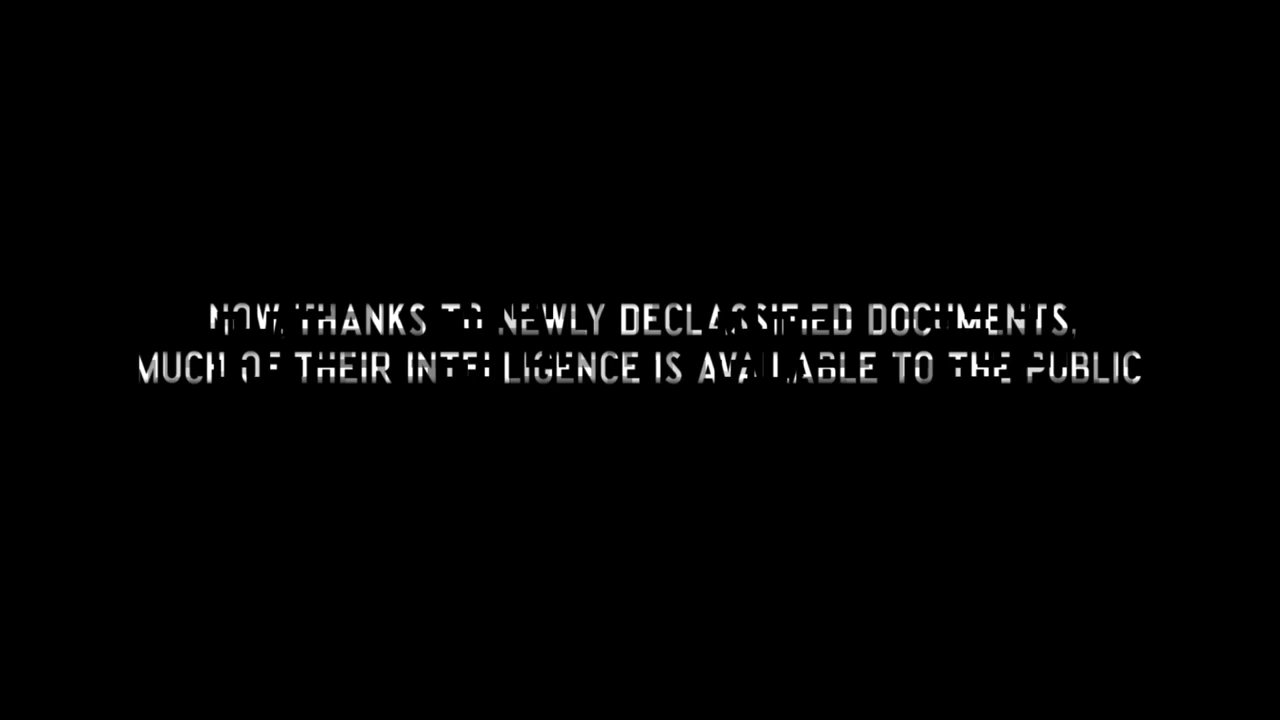 NOW, THANKS TO NEWLY DECLASSIFIED DOCUMENTS,
MUCH OF THEIR INTELLIGENCE IS AVAILABLE TO THE PUBLIC